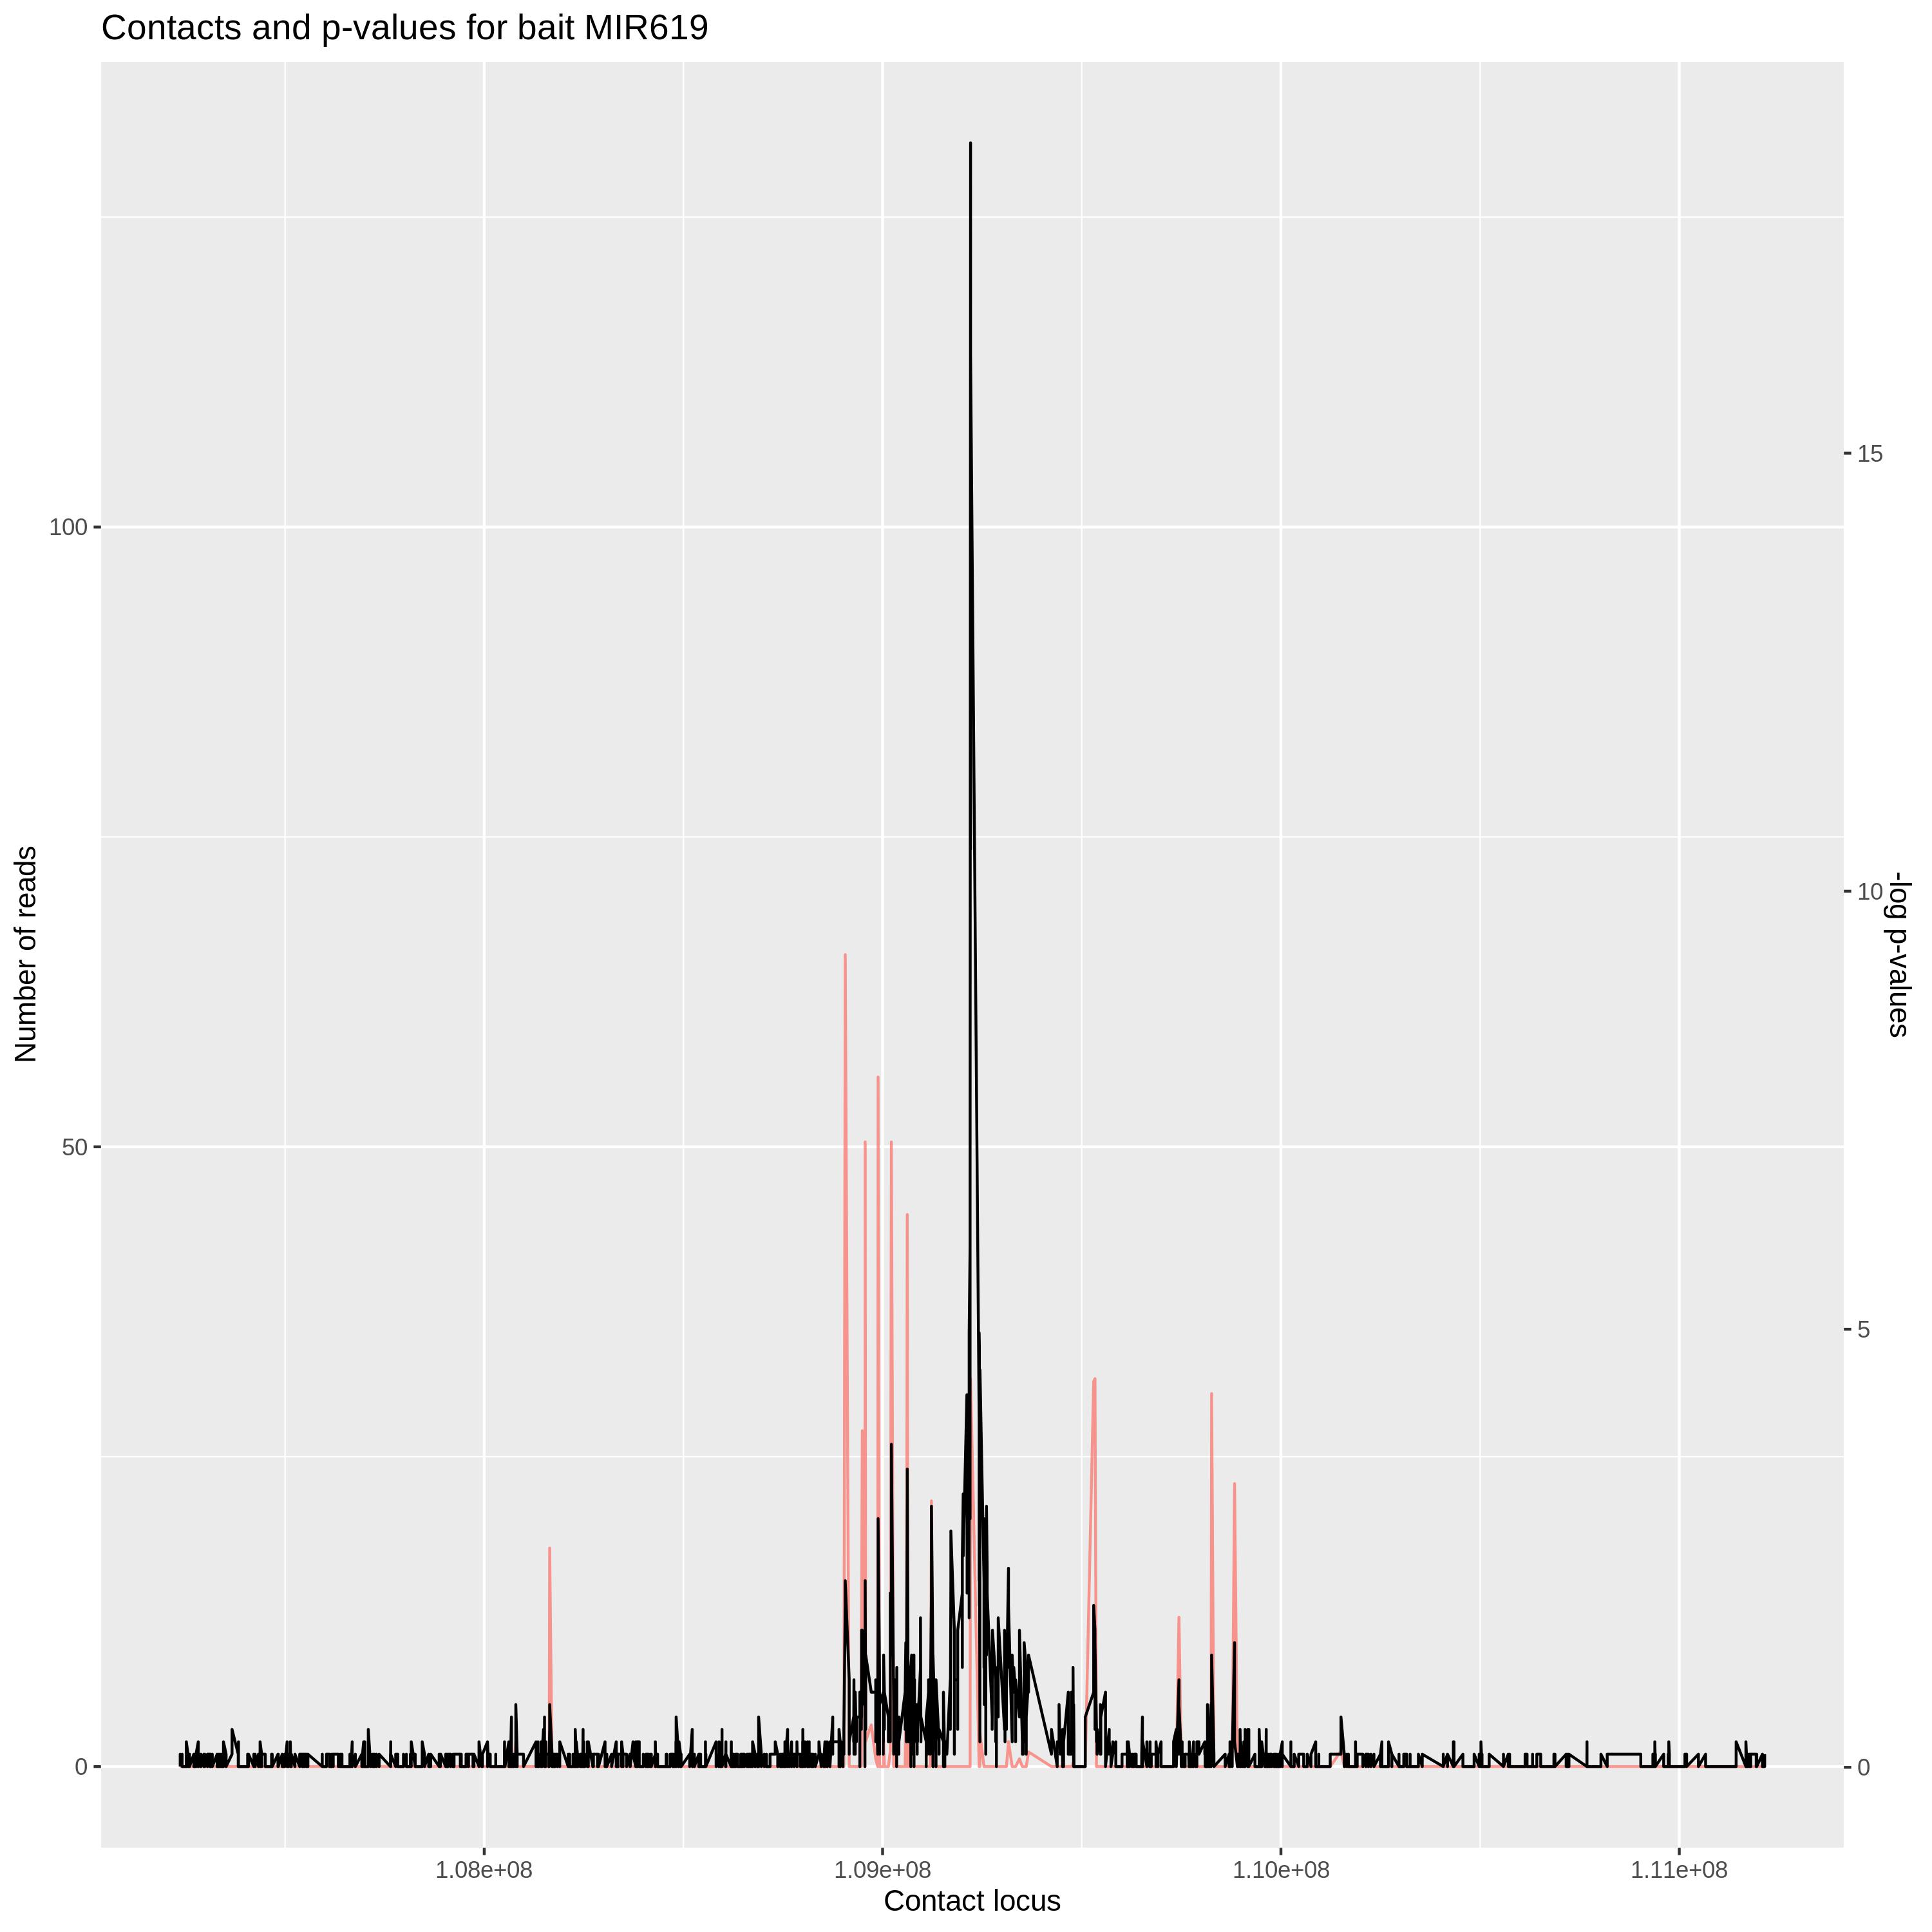 Contacts and p-values for bait MIR619
100
50
0
Number of reads
15
10
5
0
-log p-values
1.08e+08
1.09e+08
1.10e+08
1.11e+08
Contact locus